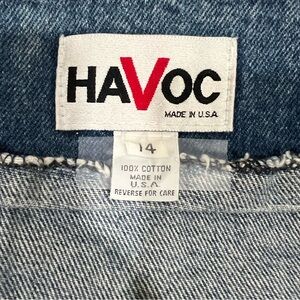 HAVOC
MADE IN U.S.A.
14
100% COTTON
MADE IN
U.S.A.
REVERSE FOR CARE